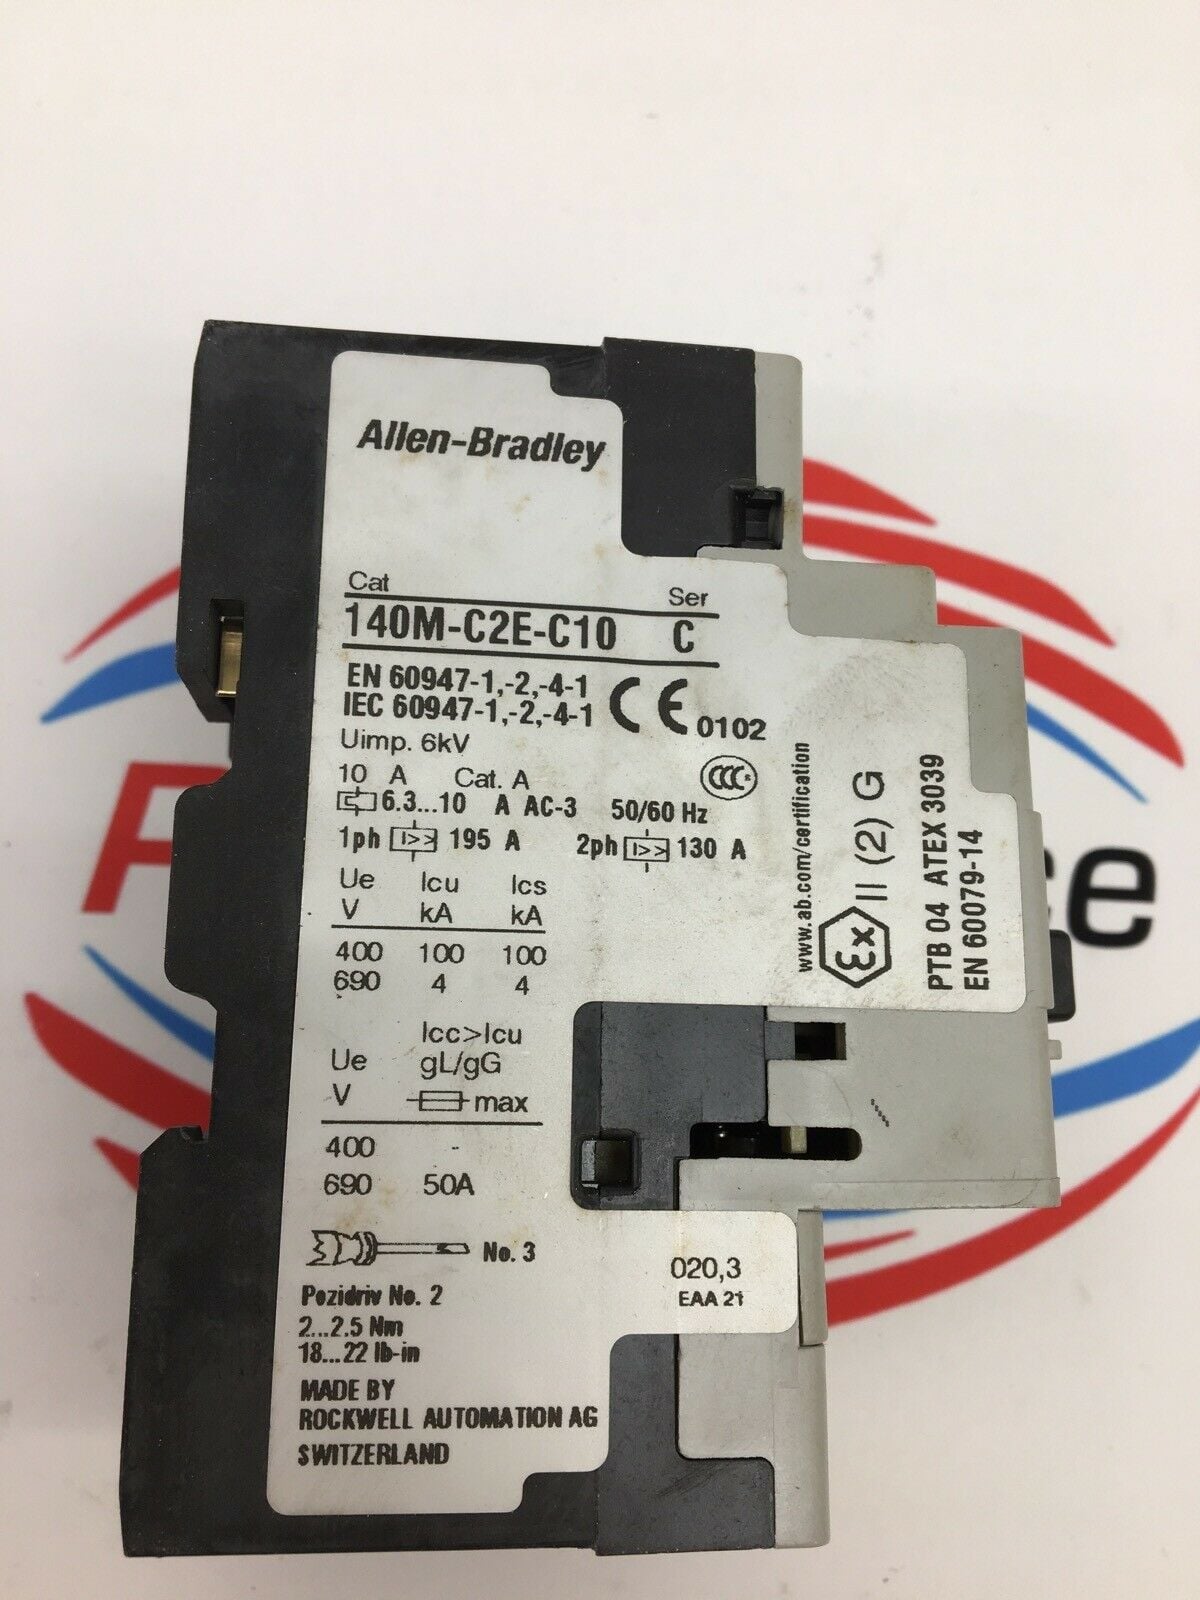 Allen-Bradley
Cat Ser
140M-C2E-C10 C
EN 60947-1,-2,-4-1
IEC 60947-1,-2,-4-1
CE 0102
Uimp. 6kV
10 A Cat. A
CCC
6.3...10 A AC-3 50/60 Hz
1ph I>> 195 A 2ph I>> 130 A
Ue Icu Ics
V kA kA
400 100 100
690 4 4
Icc>Icu
Ue gL/gG
V max
400 -
690 50A
No. 3
Pozidriv No. 2
2...2.5 Nm
18...22 lb-in
MADE BY
ROCKWELL AUTOMATION AG
SWITZERLAND
020,3
EAA 21
www.ab.com/certification
Ex II (2) G
PTB 04 ATEX 3039
EN 60079-14
ce